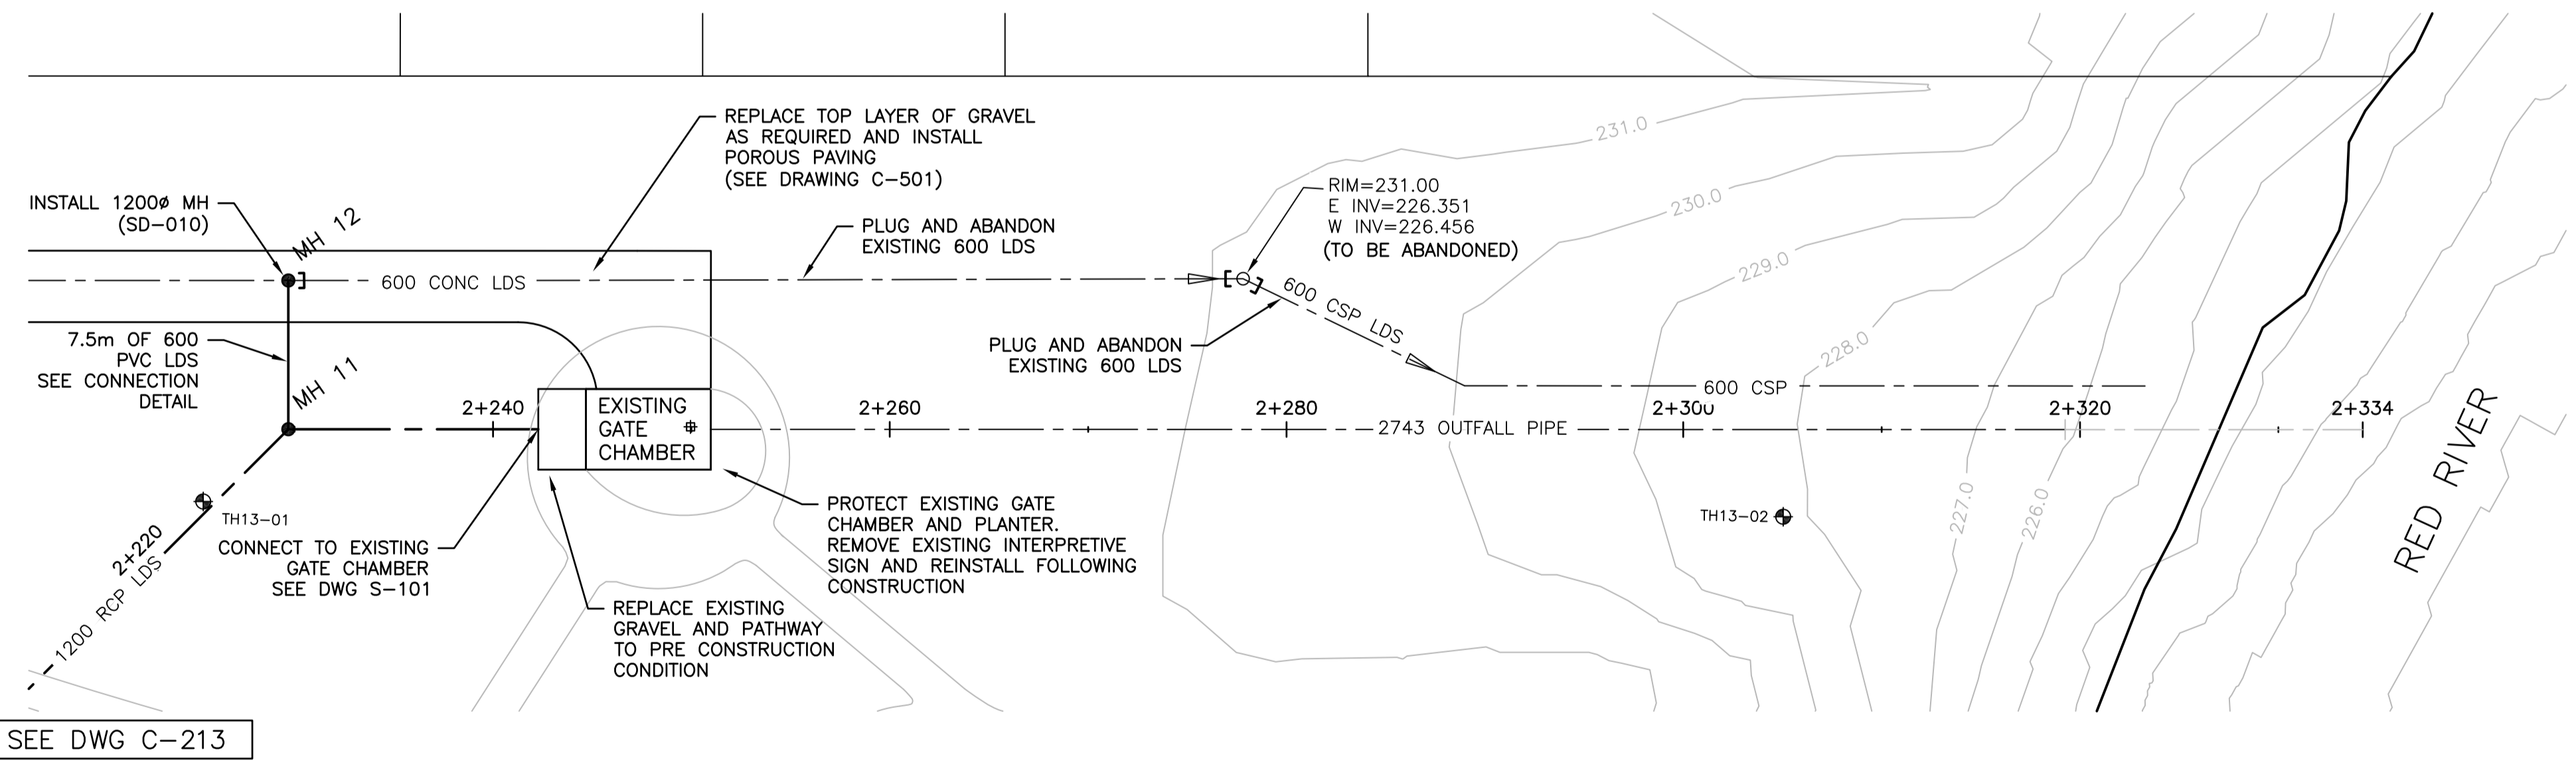 REPLACE TOP LAYER OF GRAVEL
AS REQUIRED AND INSTALL
POROUS PAVING
(SEE DRAWING C-501)
231.0
RIM=231.00
E INV=226.351
W INV=226.456
(TO BE ABANDONED)
230.0
INSTALL 1200ø MH
(SD-010)
MH 12
PLUG AND ABANDON
EXISTING 600 LDS
229.0
600 CONC LDS
600 CSP LDS
7.5m OF 600
PVC LDS
SEE CONNECTION
DETAIL
MH 11
PLUG AND ABANDON
EXISTING 600 LDS
228.0
600 CSP
2+240
EXISTING
GATE
CHAMBER
2+260
2+280
2+300
2+320
2+334
2743 OUTFALL PIPE
RED RIVER
TH13-01
2+220
1200 RCP LDS
CONNECT TO EXISTING
GATE CHAMBER
SEE DWG S-101
PROTECT EXISTING GATE
CHAMBER AND PLANTER.
REMOVE EXISTING INTERPRETIVE
SIGN AND REINSTALL FOLLOWING
CONSTRUCTION
TH13-02
227.0
226.0
REPLACE EXISTING
GRAVEL AND PATHWAY
TO PRE CONSTRUCTION
CONDITION
SEE DWG C-213